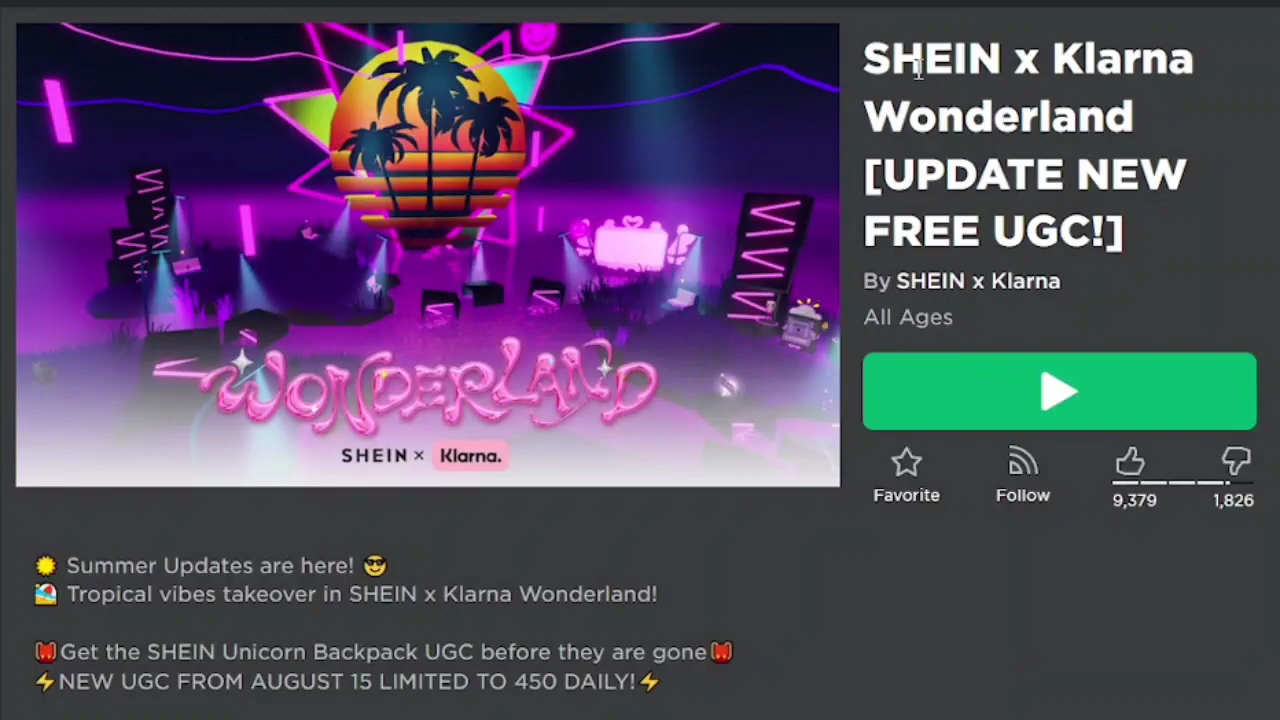 SHEIN x Klarna
Wonderland
[UPDATE NEW
FREE UGC!]
By SHEIN x Klarna
All Ages
WONDERLAND
SHEIN × Klarna.
Favorite
Follow
9,379
1,826
☀️ Summer Updates are here! 😎
🏖️ Tropical vibes takeover in SHEIN x Klarna Wonderland!
🎒Get the SHEIN Unicorn Backpack UGC before they are gone🎒
⚡NEW UGC FROM AUGUST 15 LIMITED TO 450 DAILY!⚡